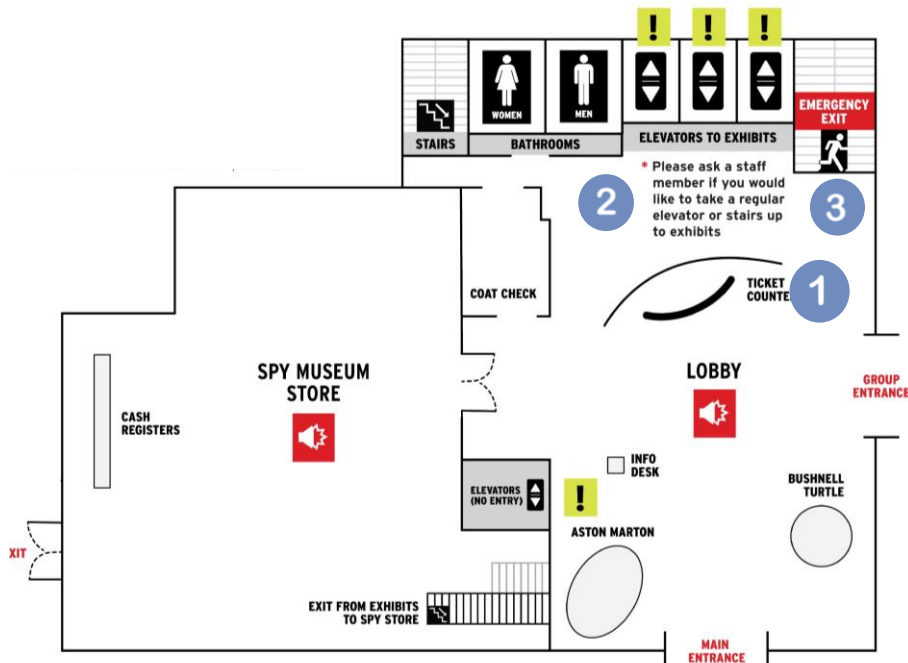 ! ! !
WOMEN
MEN
EMERGENCY
EXIT
STAIRS
BATHROOMS
ELEVATORS TO EXHIBITS
* Please ask a staff
member if you would
like to take a regular
elevator or stairs up
to exhibits
2
3
TICKET
COUNTE
1
COAT CHECK
SPY MUSEUM
STORE
LOBBY
GROUP
ENTRANCE
CASH
REGISTERS
INFO
DESK
BUSHNELL
TURTLE
ELEVATORS
(NO ENTRY)
!
ASTON MARTON
XIT
EXIT FROM EXHIBITS
TO SPY STORE
MAIN
ENTRANCE